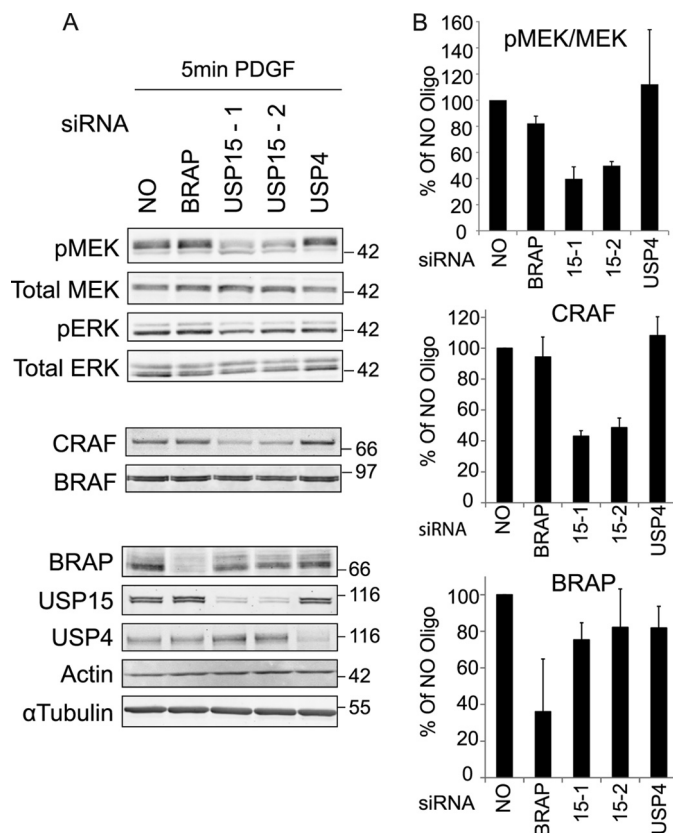 A
5min PDGF
siRNA
NO
BRAP
USP15 - 1
USP15 - 2
USP4
pMEK
42
Total MEK
42
pERK
42
Total ERK
42
CRAF
66
BRAF
97
BRAP
66
USP15
116
USP4
116
Actin
42
αTubulin
55
B
pMEK/MEK
% Of NO Oligo
160
140
120
100
80
60
40
20
0
siRNA
NO
BRAP
15-1
15-2
USP4
CRAF
% Of NO Oligo
120
100
80
60
40
20
0
siRNA
NO
BRAP
15-1
15-2
USP4
BRAP
% Of NO Oligo
100
80
60
40
20
0
siRNA
NO
BRAP
15-1
15-2
USP4